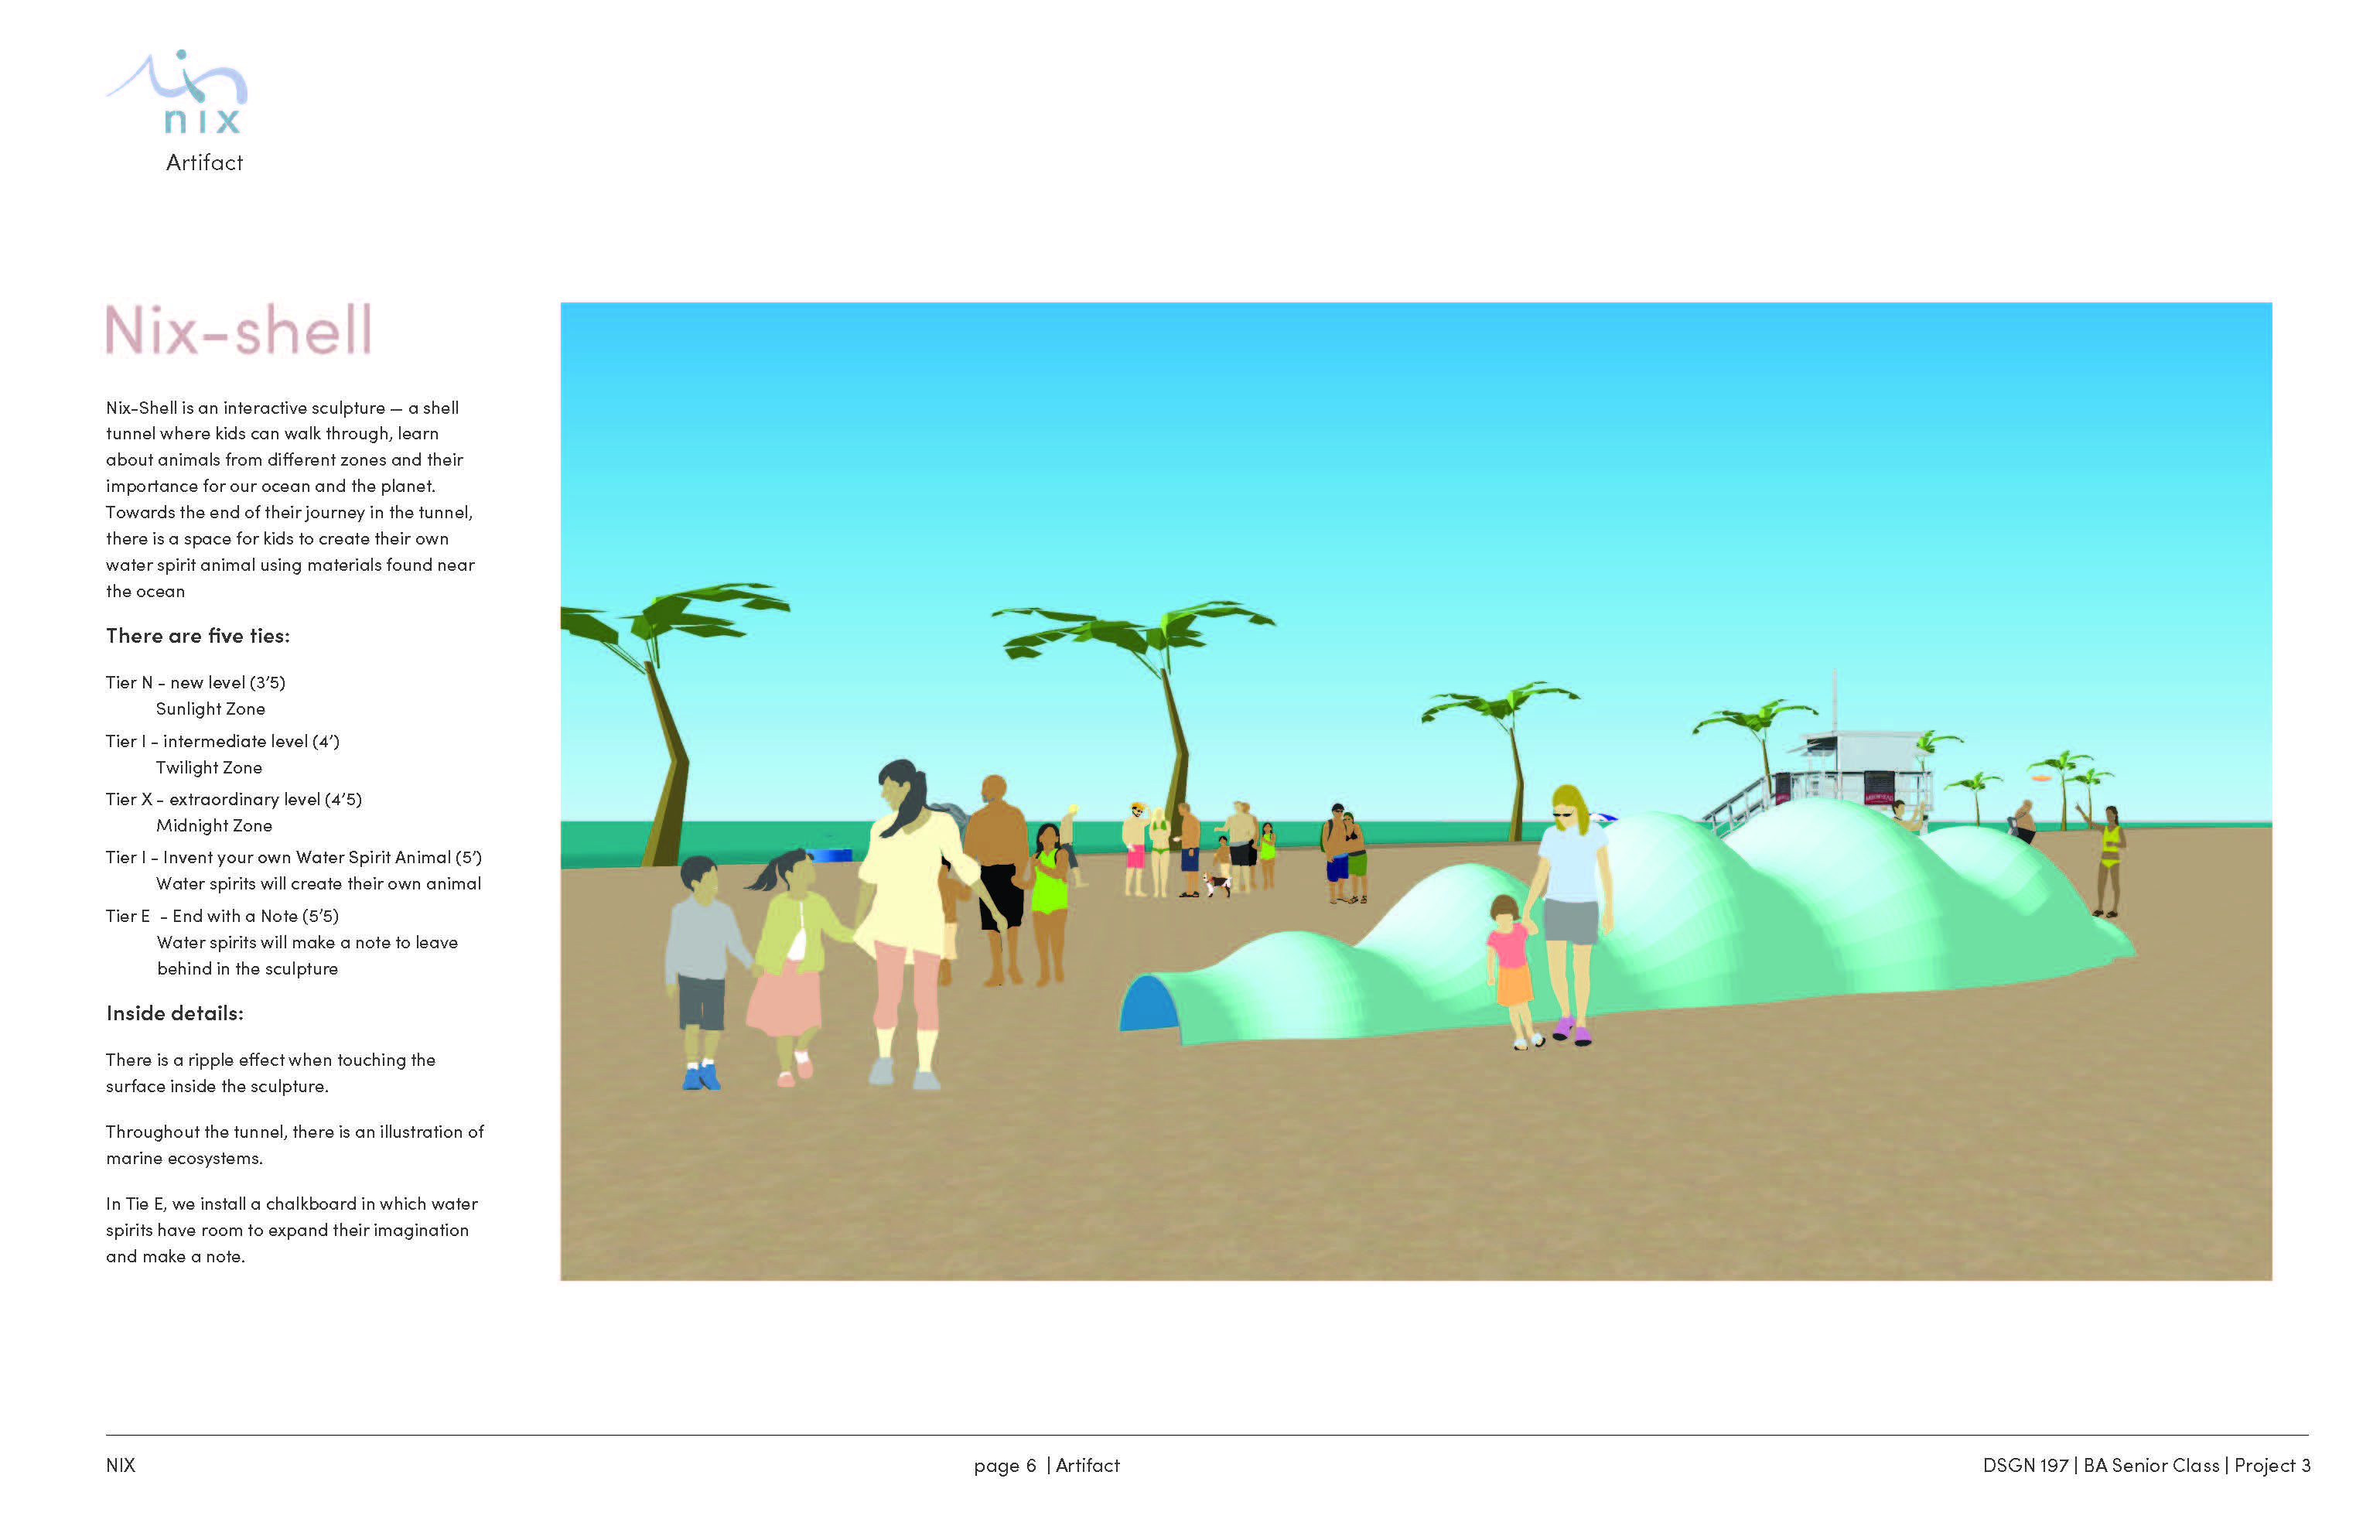 nix
Artifact
Nix-shell
Nix-Shell is an interactive sculpture — a shell
tunnel where kids can walk through, learn
about animals from different zones and their
importance for our ocean and the planet.
Towards the end of their journey in the tunnel,
there is a space for kids to create their own
water spirit animal using materials found near
the ocean
There are five ties:
Tier N - new level (3’5)
Sunlight Zone
Tier I - intermediate level (4’)
Twilight Zone
Tier X - extraordinary level (4’5)
Midnight Zone
Tier I - Invent your own Water Spirit Animal (5’)
Water spirits will create their own animal
Tier E - End with a Note (5’5)
Water spirits will make a note to leave
behind in the sculpture
Inside details:
There is a ripple effect when touching the
surface inside the sculpture.
Throughout the tunnel, there is an illustration of
marine ecosystems.
In Tie E, we install a chalkboard in which water
spirits have room to expand their imagination
and make a note.
NIX
page 6 | Artifact
DSGN 197 | BA Senior Class | Project 3